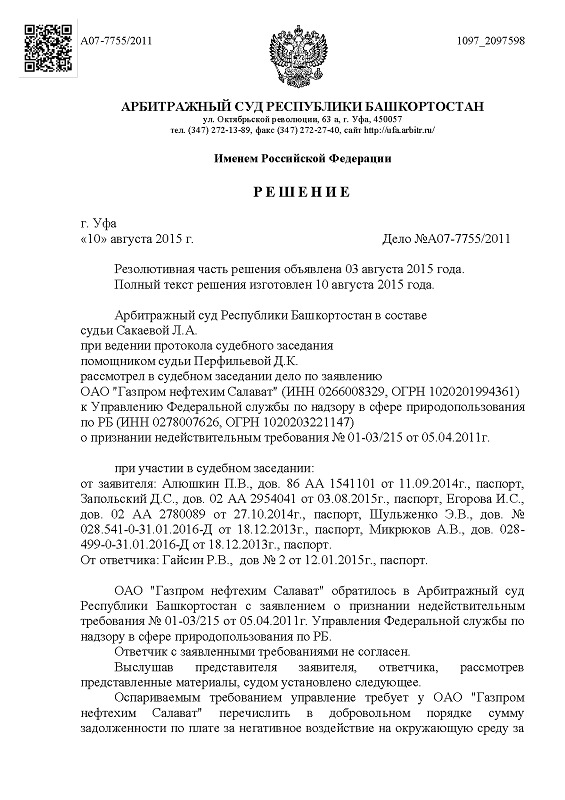 А07-7755/2011
1097_2097598
АРБИТРАЖНЫЙ СУД РЕСПУБЛИКИ БАШКОРТОСТАН
ул. Октябрьской революции, 63 а, г. Уфа, 450057
тел. (347) 272-13-89, факс (347) 272-27-40, сайт http://ufa.arbitr.ru/
Именем Российской Федерации
Р Е Ш Е Н И Е
г. Уфа
«10» августа 2015 г. Дело №А07-7755/2011
Резолютивная часть решения объявлена 03 августа 2015 года.
Полный текст решения изготовлен 10 августа 2015 года.
Арбитражный суд Республики Башкортостан в составе
судьи Сакаевой Л.А.
при ведении протокола судебного заседания
помощником судьи Перфильевой Д.К.
рассмотрел в судебном заседании дело по заявлению
ОАО "Газпром нефтехим Салават" (ИНН 0266008329, ОГРН 1020201994361)
к Управлению Федеральной службы по надзору в сфере природопользования
по РБ (ИНН 0278007626, ОГРН 1020203221147)
о признании недействительным требования № 01-03/215 от 05.04.2011г.
при участии в судебном заседании:
от заявителя: Алюшкин П.В., дов. 86 АА 1541101 от 11.09.2014г., паспорт,
Запольский Д.С., дов. 02 АА 2954041 от 03.08.2015г., паспорт, Егорова И.С.,
дов. 02 АА 2780089 от 27.10.2014г., паспорт, Шульженко Э.В., дов. №
028.541-0-31.01.2016-Д от 18.12.2013г., паспорт, Микрюков А.В., дов. 028-
499-0-31.01.2016-Д от 18.12.2013г., паспорт.
От ответчика: Гайсин Р.В., дов № 2 от 12.01.2015г., паспорт.
ОАО "Газпром нефтехим Салават" обратилось в Арбитражный суд
Республики Башкортостан с заявлением о признании недействительным
требования № 01-03/215 от 05.04.2011г. Управления Федеральной службы по
надзору в сфере природопользования по РБ.
Ответчик с заявленными требованиями не согласен.
Выслушав представителя заявителя, ответчика, рассмотрев
представленные материалы, судом установлено следующее.
Оспариваемым требованием управление требует у ОАО "Газпром
нефтехим Салават" перечислить в добровольном порядке сумму
задолженности по плате за негативное воздействие на окружающую среду за